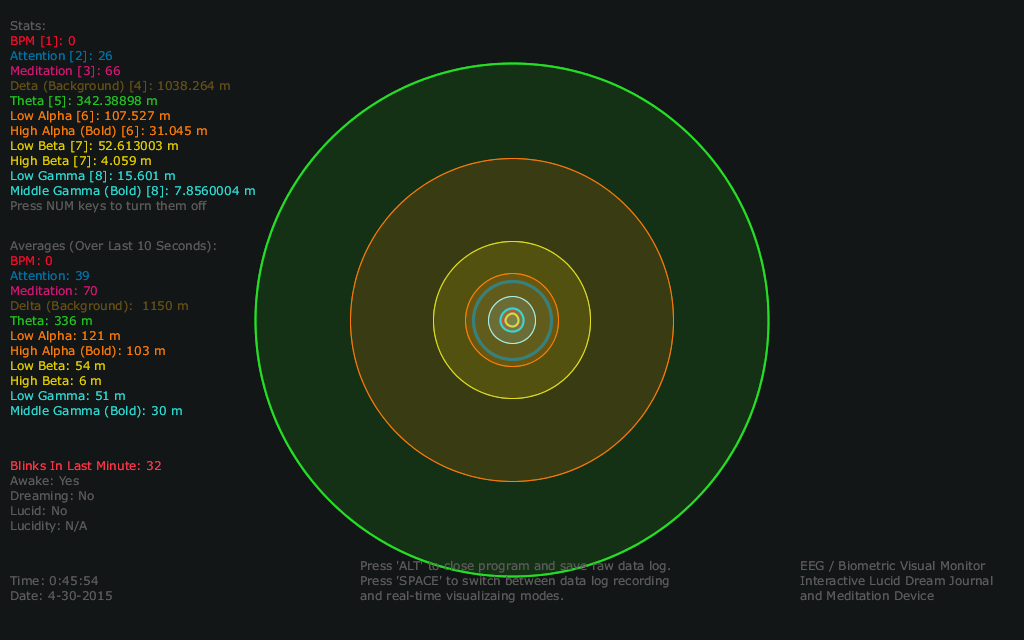 Stats:
BPM [1]: 0
Attention [2]: 26
Meditation [3]: 66
Deta (Background) [4]: 1038.264 m
Theta [5]: 342.38898 m
Low Alpha [6]: 107.527 m
High Alpha (Bold) [6]: 31.045 m
Low Beta [7]: 52.613003 m
High Beta [7]: 4.059 m
Low Gamma [8]: 15.601 m
Middle Gamma (Bold) [8]: 7.8560004 m
Press NUM keys to turn them off
Averages (Over Last 10 Seconds):
BPM: 0
Attention: 39
Meditation: 70
Delta (Background):  1150 m
Theta: 336 m
Low Alpha: 121 m
High Alpha (Bold): 103 m
Low Beta: 54 m
High Beta: 6 m
Low Gamma: 51 m
Middle Gamma (Bold): 30 m
Blinks In Last Minute: 32
Awake: Yes
Dreaming: No
Lucid: No
Lucidity: N/A
Time: 0:45:54
Date: 4-30-2015
Press 'ALT' to close program and save raw data log.
Press 'SPACE' to switch between data log recording
and real-time visualizaing modes.
EEG / Biometric Visual Monitor
Interactive Lucid Dream Journal
and Meditation Device